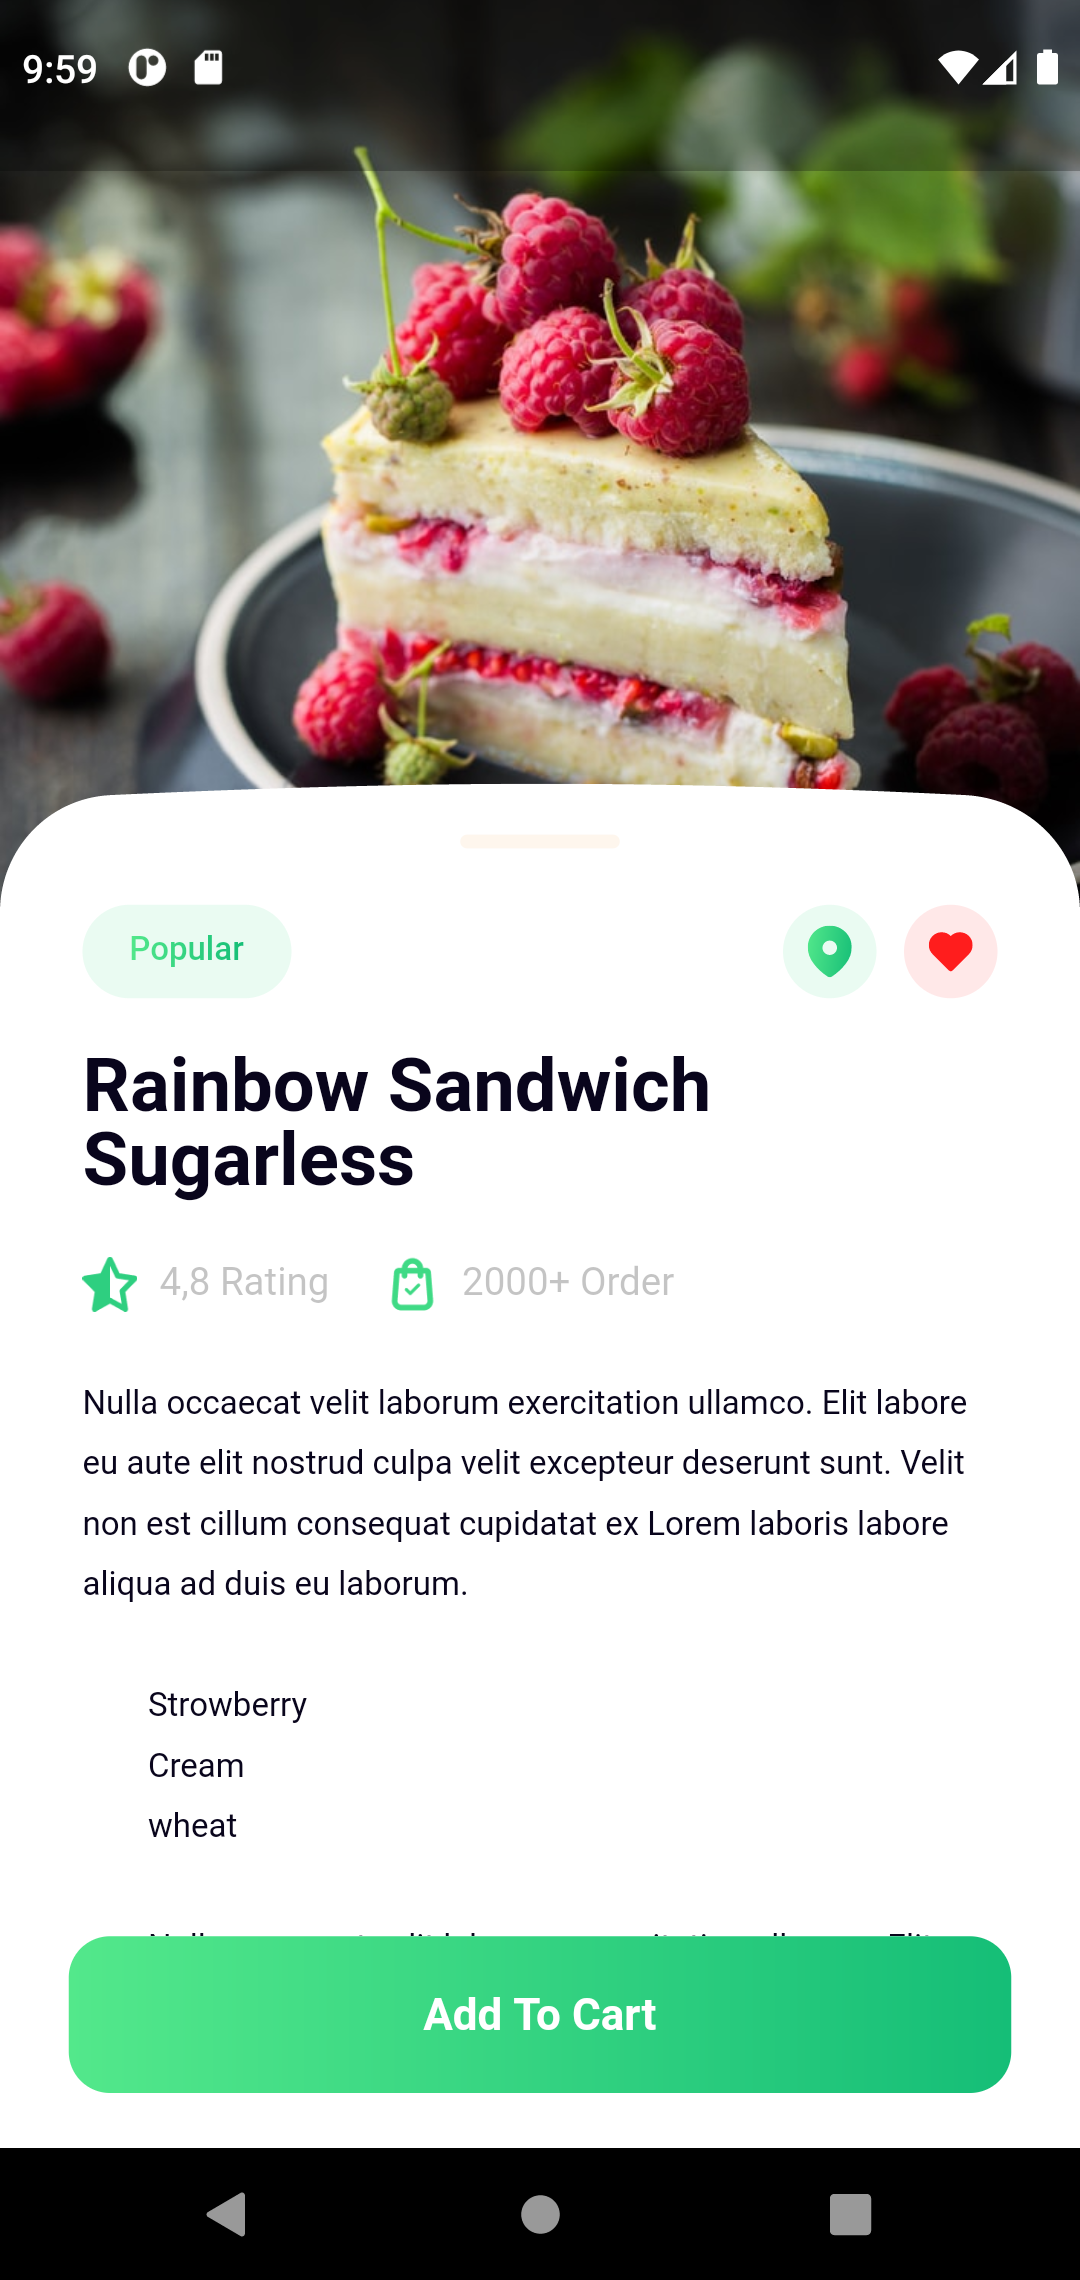 9:59
Popular
Rainbow Sandwich
Sugarless
4,8 Rating
2000+ Order
Nulla occaecat velit laborum exercitation ullamco. Elit labore
eu aute elit nostrud culpa velit excepteur deserunt sunt. Velit
non est cillum consequat cupidatat ex Lorem laboris labore
aliqua ad duis eu laborum.
Strowberry
Cream
wheat
Add To Cart